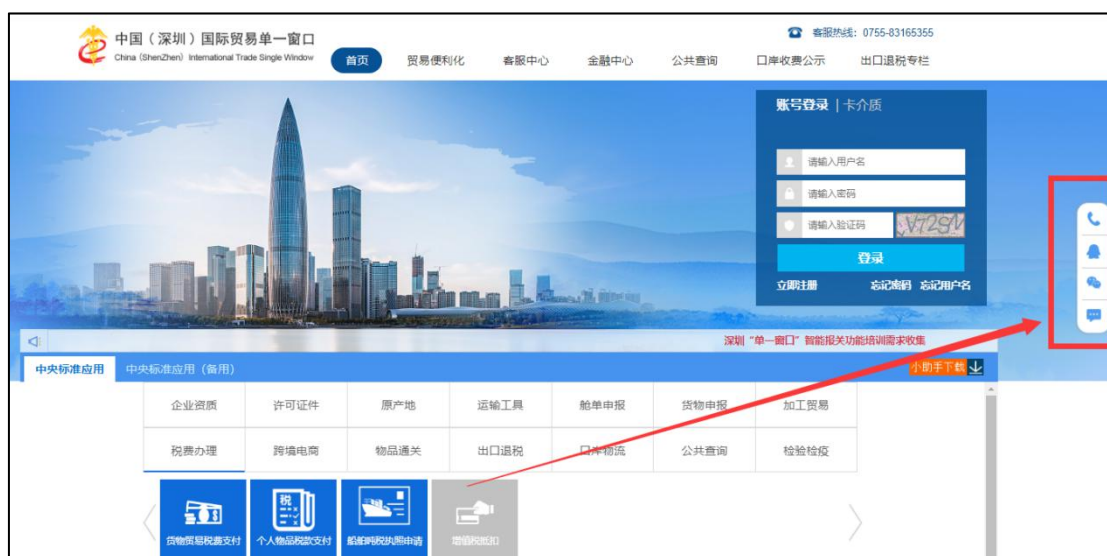 中国（深圳）国际贸易单一窗口
China (ShenZhen) International Trade Single Window
客服热线：0755-83165355
首页 贸易便利化 客服中心 金融中心 公共查询 口岸收费公示 出口退税专栏
账号登录 | 卡介质
请输入用户名
请输入密码
请输入验证码
登录
立即注册 忘记密码 忘记用户名
深圳“单一窗口”智能报关功能培训需求收集
中央标准应用 中央标准应用（备用） 小助手下载
企业资质 许可证件 原产地 运输工具 舱单申报 货物申报 加工贸易
税费办理 跨境电商 物品通关 出口退税 口岸物流 公共查询 检验检疫
税
货物贸易税费支付 个人物品税款支付 船舶吨税执照申请 增值税抵扣